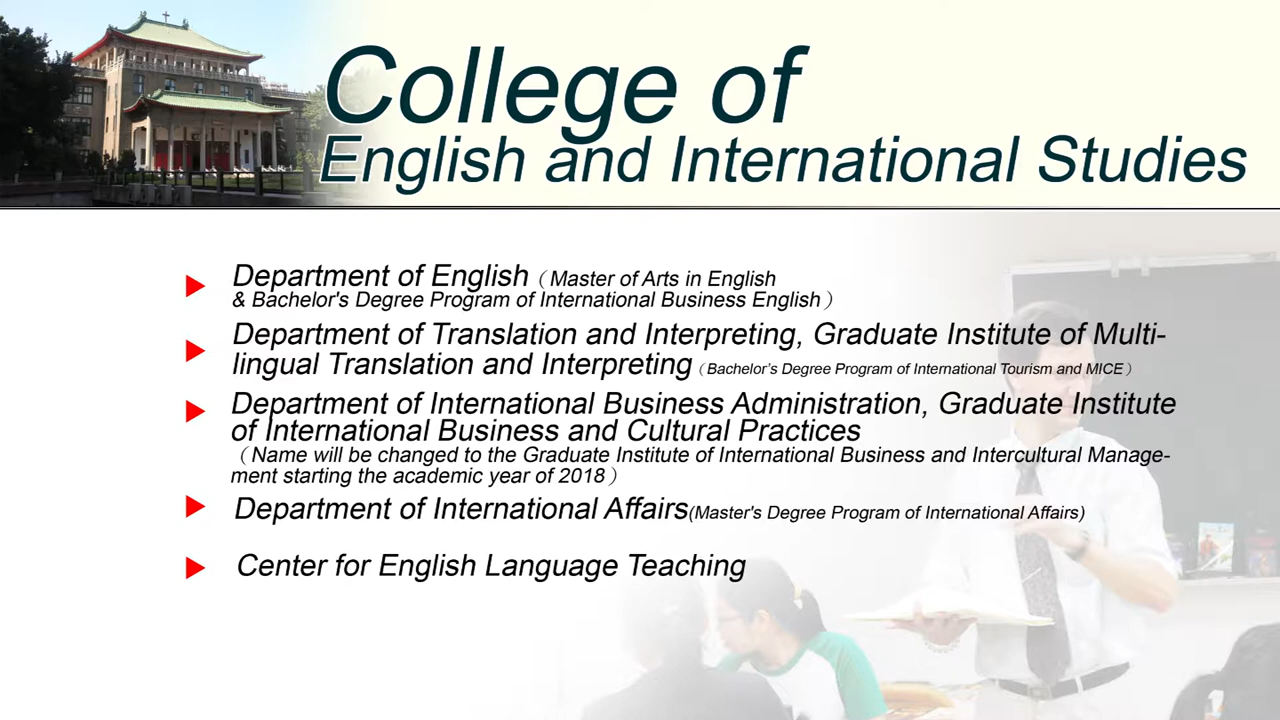 College of
English and International Studies
Department of English（Master of Arts in English
& Bachelor's Degree Program of International Business English）
Department of Translation and Interpreting, Graduate Institute of Multi-
lingual Translation and Interpreting（Bachelor’s Degree Program of International Tourism and MICE）
Department of International Business Administration, Graduate Institute
of International Business and Cultural Practices
（Name will be changed to the Graduate Institute of International Business and Intercultural Manage-
ment starting the academic year of 2018）
Department of International Affairs(Master's Degree Program of International Affairs)
Center for English Language Teaching